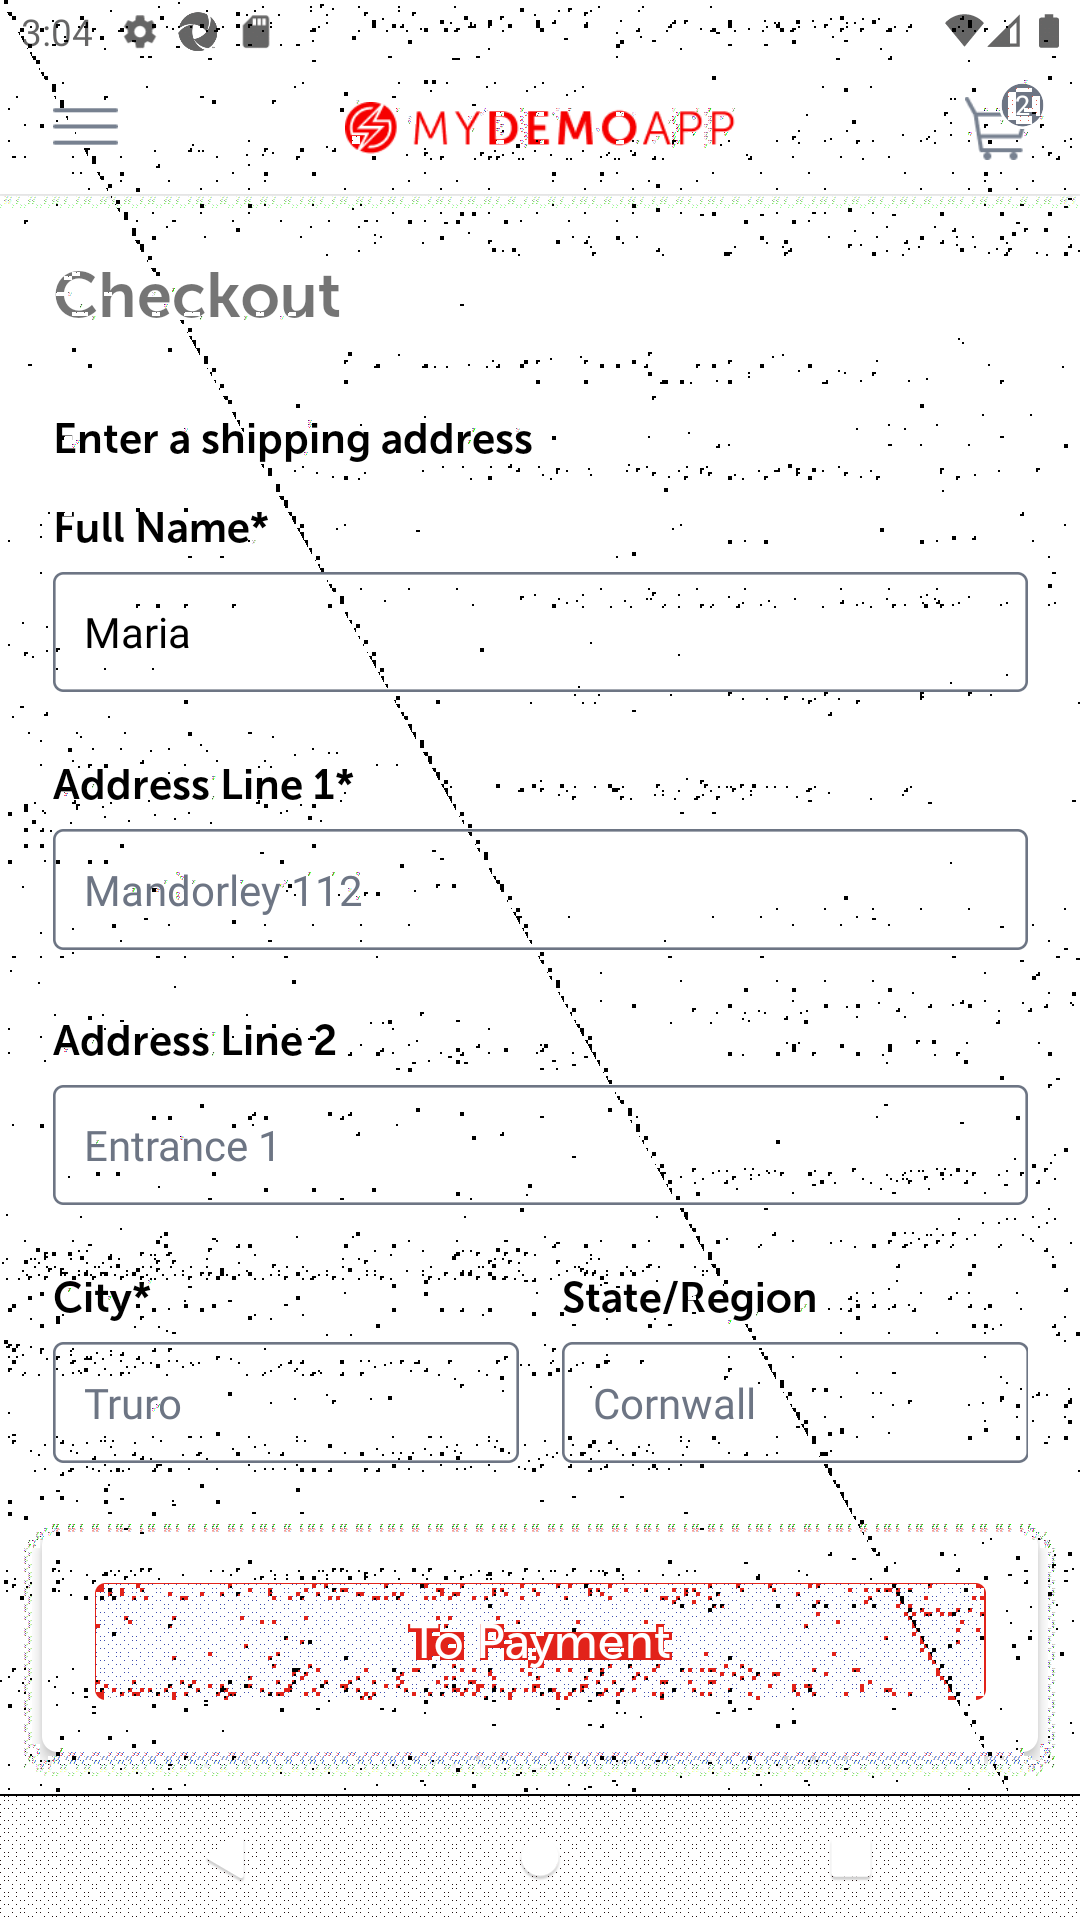 3:04
MYDEMOAPP
2
Checkout
Enter a shipping address
Full Name*
Maria
Address Line 1*
Mandorley 112
Address Line 2
Entrance 1
City*
State/Region
Truro
Cornwall
To Payment